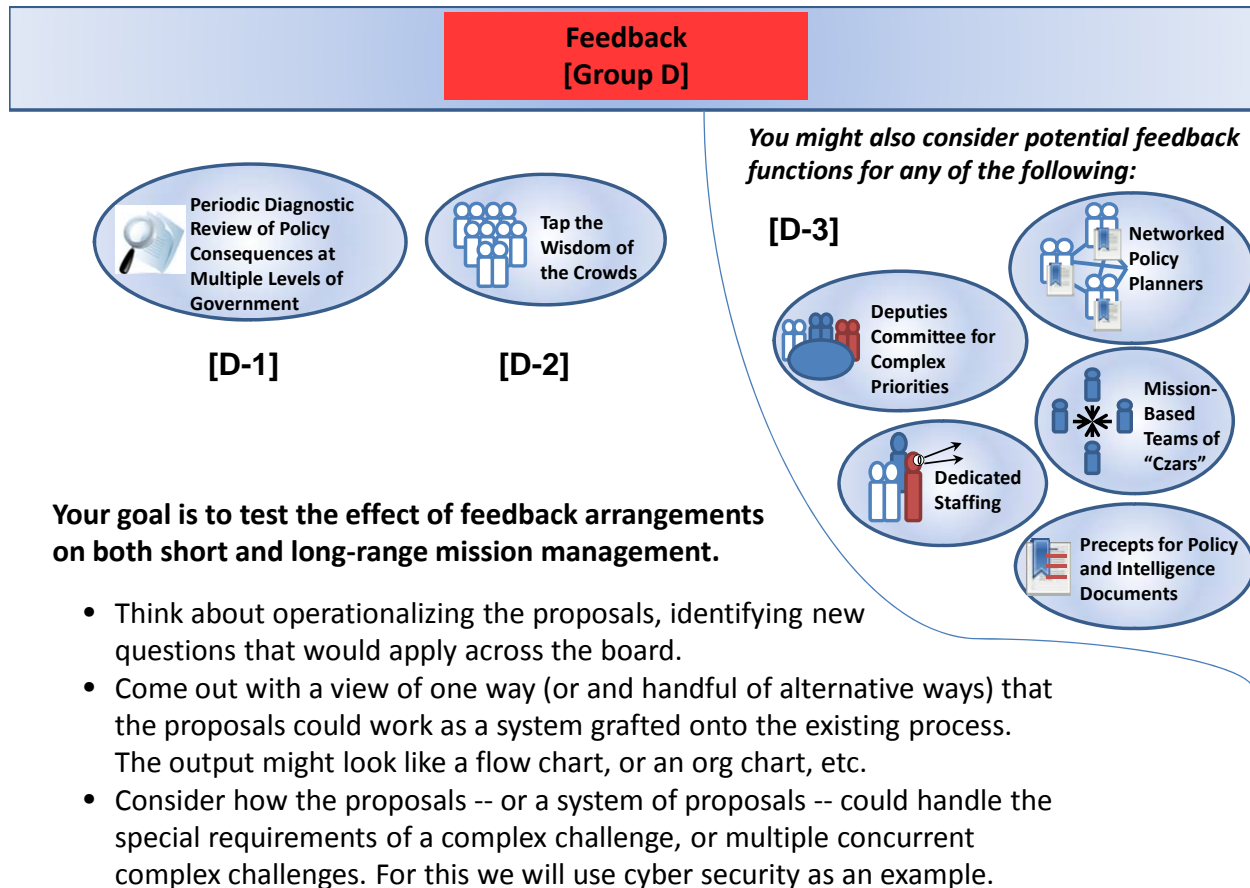 Feedback
[Group D]
Periodic Diagnostic
Review of Policy
Consequences at
Multiple Levels of
Government
[D-1]
Tap the
Wisdom of
the Crowds
[D-2]
You might also consider potential feedback
functions for any of the following:
[D-3]
Networked
Policy
Planners
Deputies
Committee for
Complex
Priorities
Mission-
Based
Teams of
“Czars”
Dedicated
Staffing
Precepts for Policy
and Intelligence
Documents
Your goal is to test the effect of feedback arrangements
on both short and long-range mission management.
• Think about operationalizing the proposals, identifying new
questions that would apply across the board.
• Come out with a view of one way (or and handful of alternative ways) that
the proposals could work as a system grafted onto the existing process.
The output might look like a flow chart, or an org chart, etc.
• Consider how the proposals -- or a system of proposals -- could handle the
special requirements of a complex challenge, or multiple concurrent
complex challenges. For this we will use cyber security as an example.